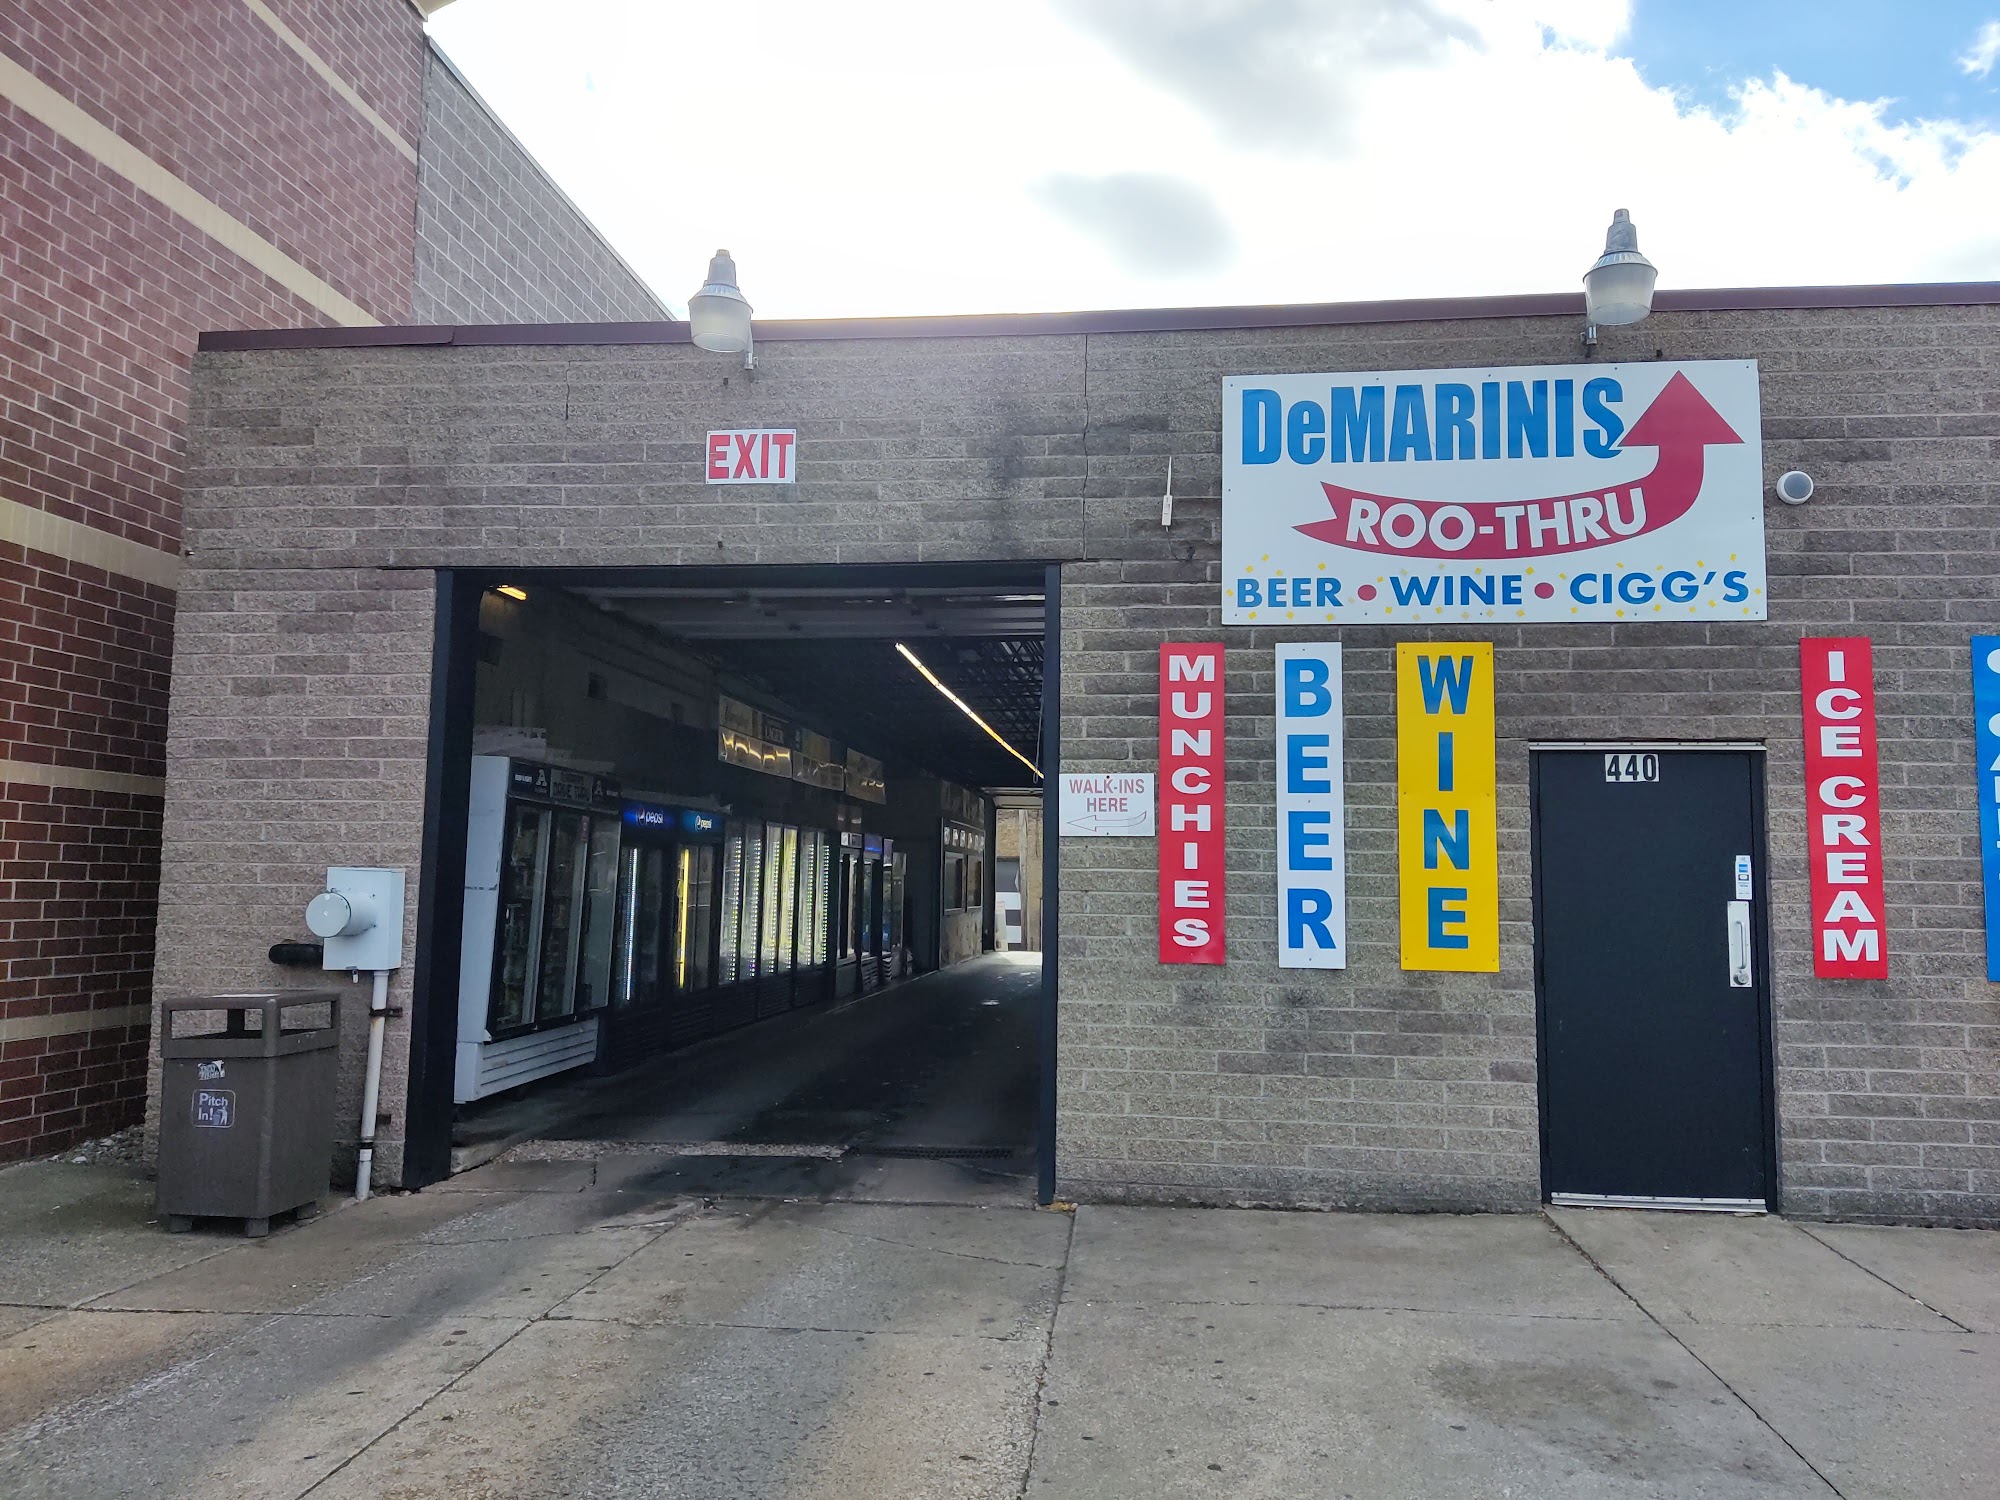 EXIT
DeMARINIS
ROO-THRU
BEER • WINE • CIGG'S
MUNCHIES
BEER
WINE
ICE CREAM
440
WALK-INS
HERE
pepsi
pepsi
LAGER
A
A
Pitch
In!